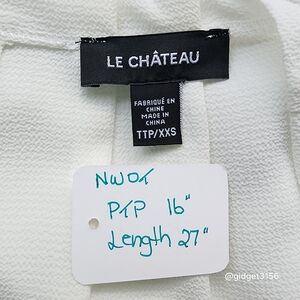 LE CHÂTEAU
FABRIQUÉ EN
CHINE
MADE IN
CHINA
TTP/XXS
NWOT
PTP 16"
Length 27"
@gidget3156